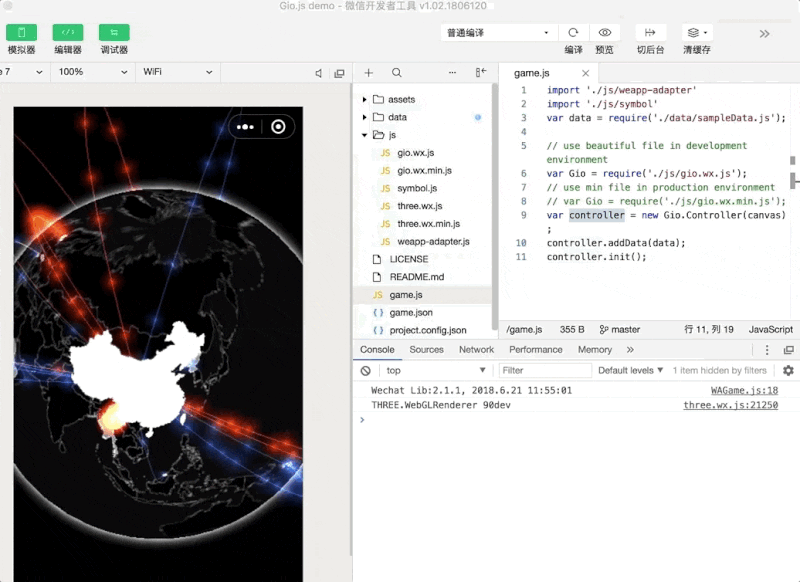 Gio.js demo - 微信开发者工具 v1.02.1806120
模拟器 编辑器 调试器 普通编译 编译 预览 切后台 清缓存
e 7 100% WiFi
game.js
assets
data
js
gio.wx.js
gio.wx.min.js
symbol.js
three.wx.js
three.wx.min.js
weapp-adapter.js
LICENSE
README.md
game.js
game.json
project.config.json
1 import './js/weapp-adapter'
2 import './js/symbol'
3 var data = require('./data/sampleData.js');
4
5 // use beautiful file in development
environment
6 var Gio = require('./js/gio.wx.js');
7 // use min file in production environment
8 // var Gio = require('./js/gio.wx.min.js');
9 var controller = new Gio.Controller(canvas)
;
10 controller.addData(data);
11 controller.init();
/game.js 355 B master 行 11, 列 19 JavaScript
Console Sources Network Performance Memory
top Filter Default levels 1 item hidden by filters
Wechat Lib:2.1.1, 2018.6.21 11:55:01 WAGame.js:18
THREE.WebGLRenderer 90dev three.wx.js:21250